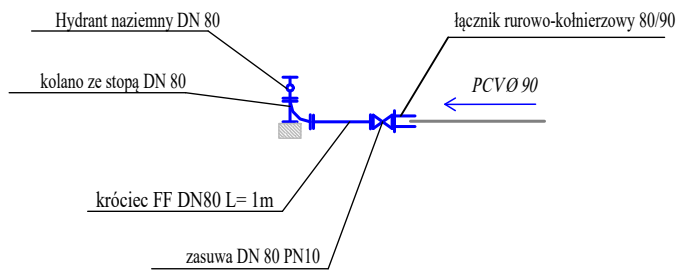 Hydrant naziemny DN 80
łącznik rurowo-kołnierzowy 80/90
kolano ze stopą DN 80
PCVØ 90
króciec FF DN80 L= 1m
zasuwa DN 80 PN10